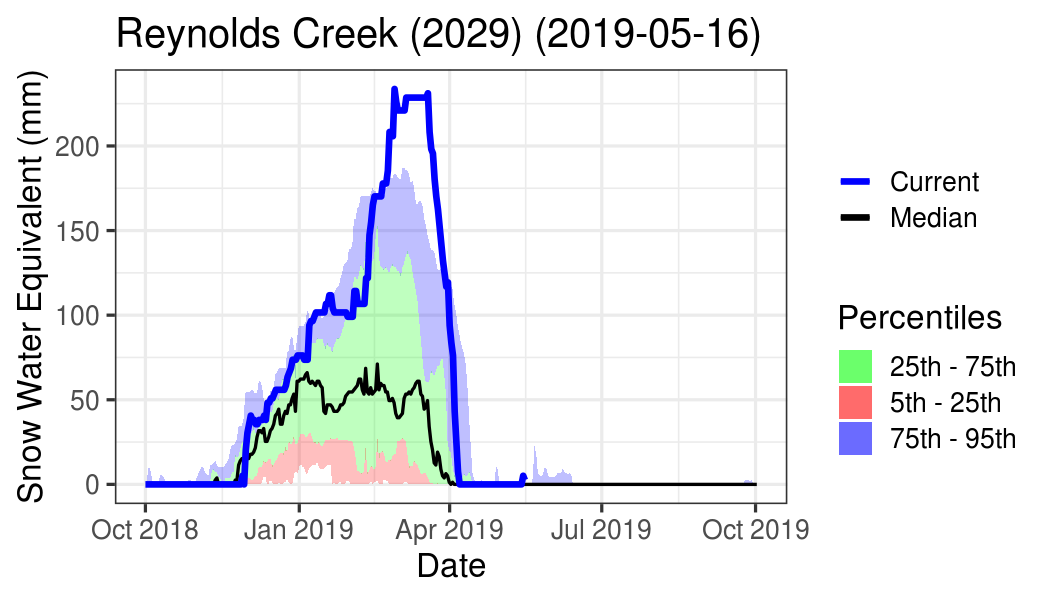 Reynolds Creek (2029) (2019-05-16)
Snow Water Equivalent (mm)
200
150
100
50
0
Oct 2018 Jan 2019 Apr 2019 Jul 2019 Oct 2019
Date
Current
Median
Percentiles
25th - 75th
5th - 25th
75th - 95th